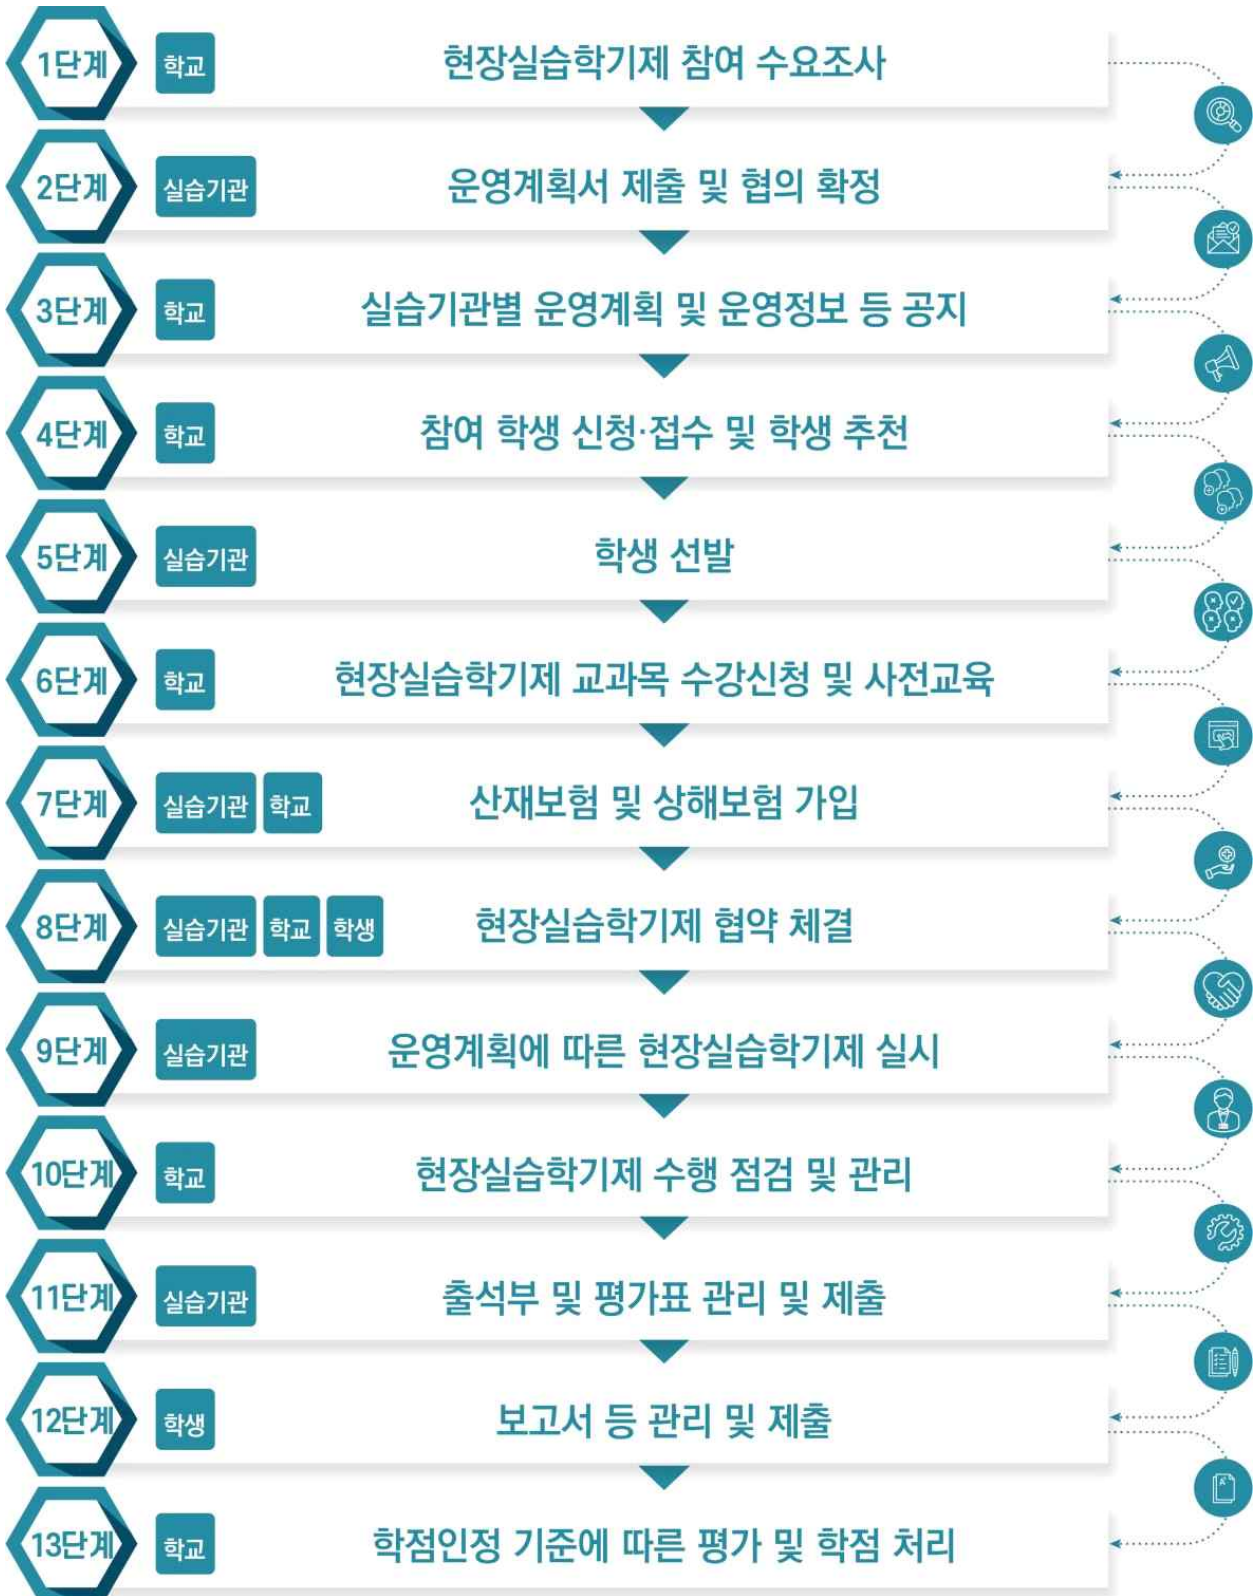 1단계 학교 현장실습학기제 참여 수요조사
2단계 실습기관 운영계획서 제출 및 협의 확정
3단계 학교 실습기관별 운영계획 및 운영정보 등 공지
4단계 학교 참여 학생 신청·접수 및 학생 추천
5단계 실습기관 학생 선발
6단계 학교 현장실습학기제 교과목 수강신청 및 사전교육
7단계 실습기관 학교 산재보험 및 상해보험 가입
8단계 실습기관 학교 학생 현장실습학기제 협약 체결
9단계 실습기관 운영계획에 따른 현장실습학기제 실시
10단계 학교 현장실습학기제 수행 점검 및 관리
11단계 실습기관 출석부 및 평가표 관리 및 제출
12단계 학생 보고서 등 관리 및 제출
13단계 학교 학점인정 기준에 따른 평가 및 학점 처리